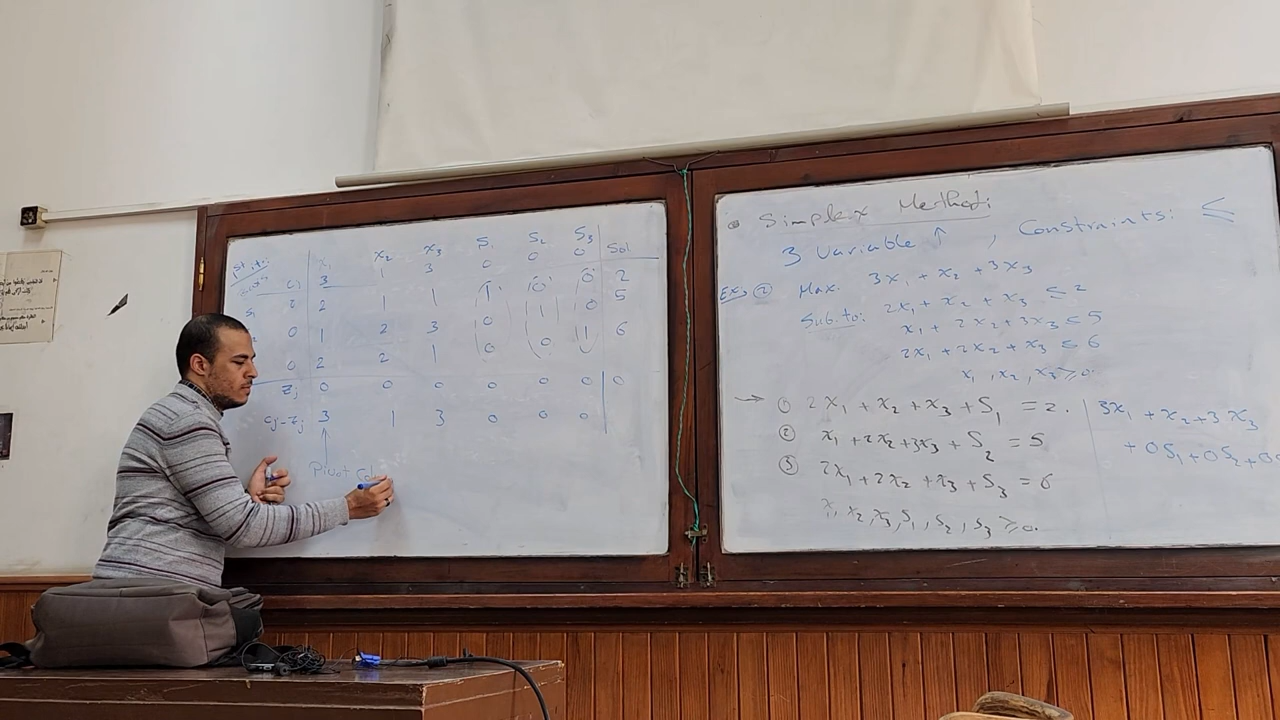 x₁ x₂ x₃ S₁ S₂ S₃ Sol
Cj 3 1 3 0 0 0
S₁ 2 1 1 1 0 0 2
0 1 2 3 0 1 0 5
0 2 2 1 0 0 1 6
Zj 0 0 0 0 0 0 0
Cj-Zj 3 1 3 0 0 0
Pivot Col
Simplex Method:
3 Variable ↑ , Constraints: ≤
Ex, ② Max. 3x₁ + x₂ + 3x₃
Sub. to: 2x₁ + x₂ + x₃ ≤ 2
x₁ + 2x₂ + 3x₃ ≤ 5
2x₁ + 2x₂ + x₃ ≤ 6
x₁, x₂, x₃ ≥ 0.
→ ① 2x₁ + x₂ + x₃ + S₁ = 2.
② x₁ + 2x₂ + 3x₃ + S₂ = 5
③ 2x₁ + 2x₂ + x₃ + S₃ = 6
x₁, x₂, x₃, S₁, S₂, S₃ ≥ 0.
3x₁ + x₂ + 3x₃
+ 0S₁ + 0S₂ + 0